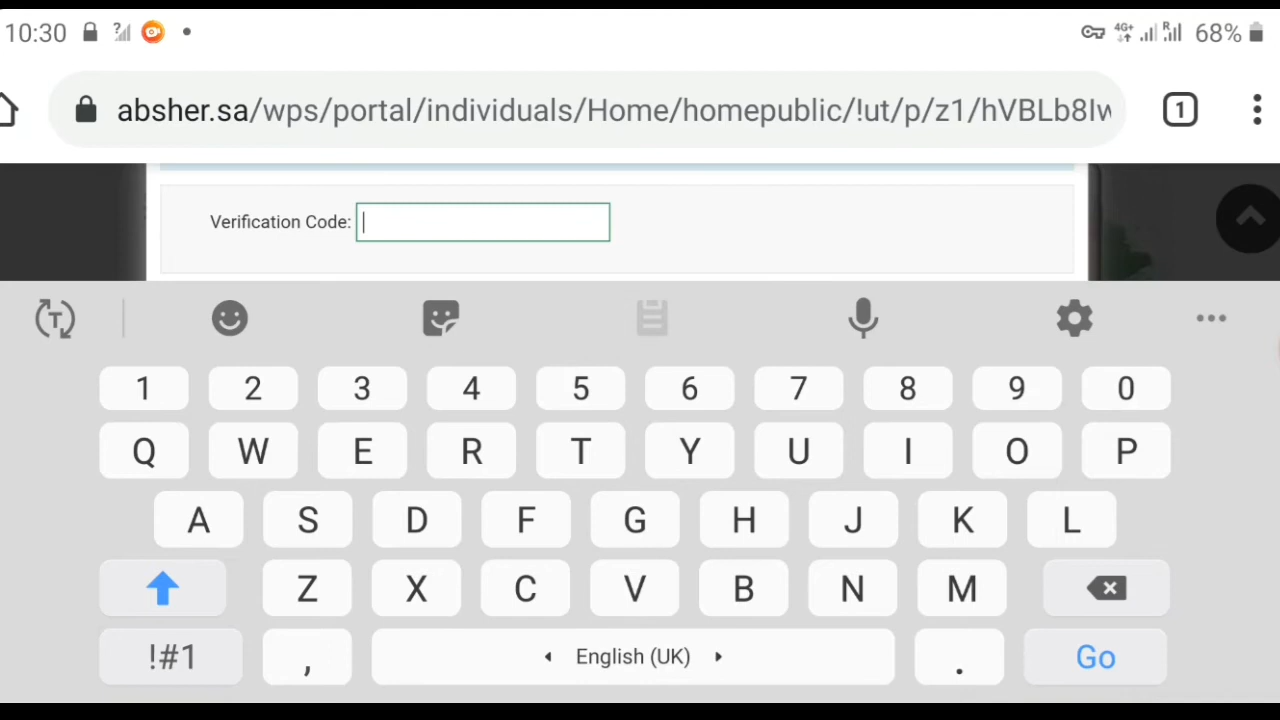 10:30 ? 4G+ R 68%
absher.sa/wps/portal/individuals/Home/homepublic/!ut/p/z1/hVBLb8Iw 1
Verification Code:
T
1 2 3 4 5 6 7 8 9 0
Q W E R T Y U I O P
A S D F G H J K L
Z X C V B N M
!#1 , English (UK) . Go